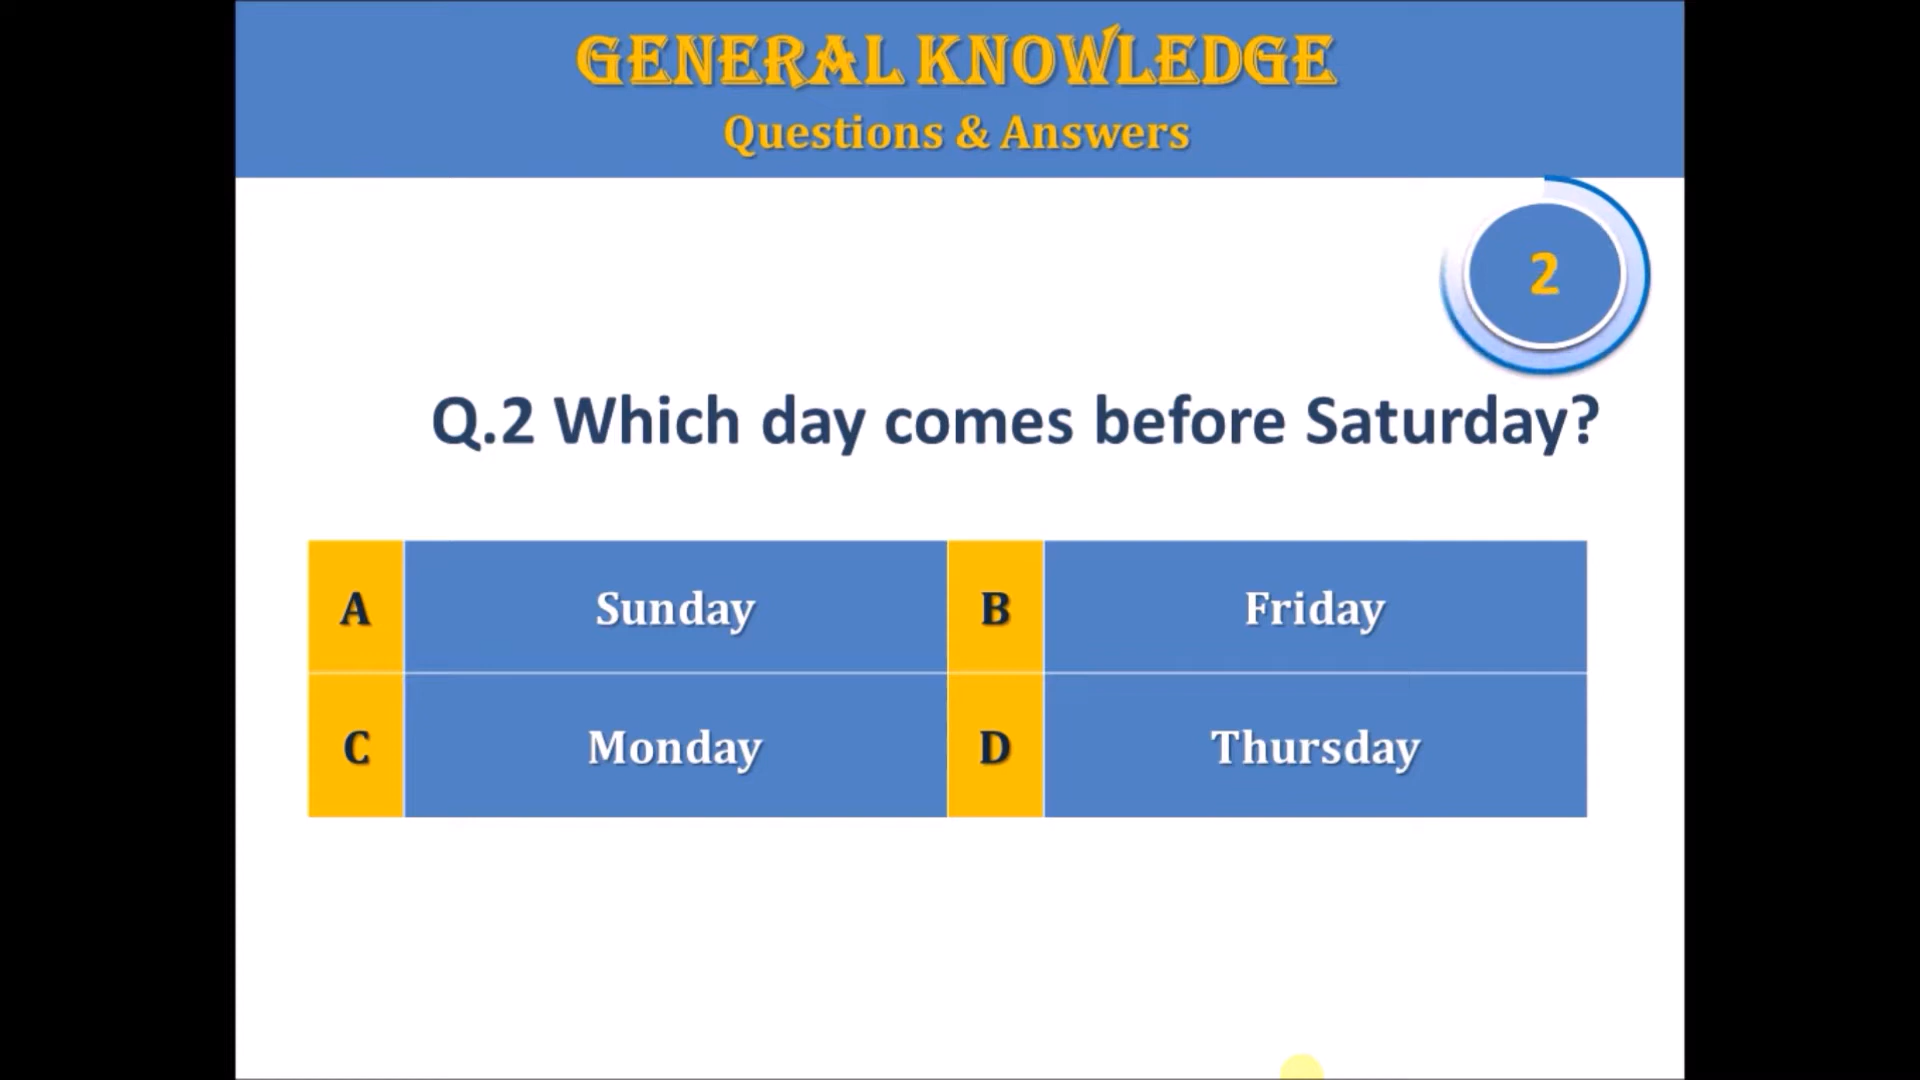 GENERAL KNOWLEDGE
Questions & Answers
2
Q.2 Which day comes before Saturday?
A Sunday B Friday
C Monday D Thursday